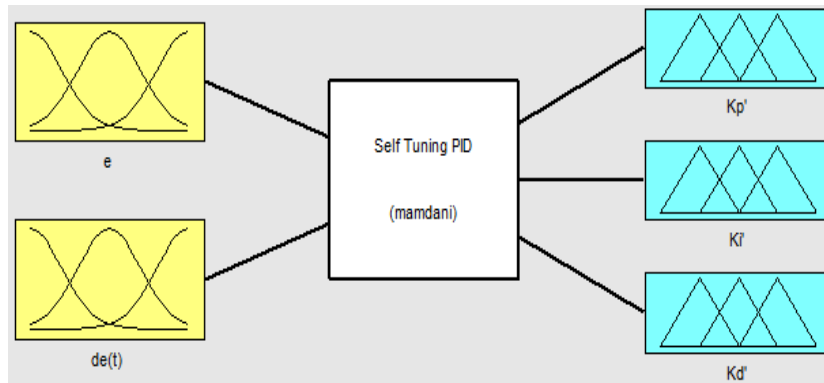 e
de(t)
Self Tuning PID
(mamdani)
Kp'
Ki'
Kd'